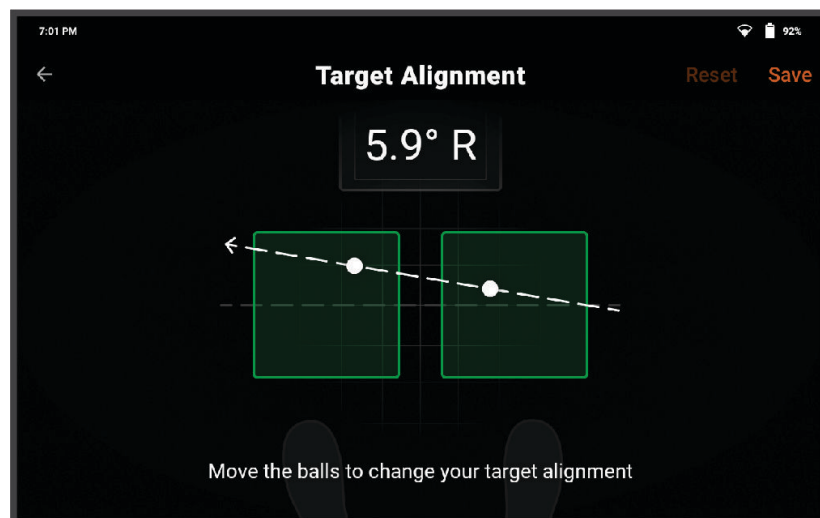 7:01 PM
92%
Target Alignment
Reset
Save
5.9° R
Move the balls to change your target alignment